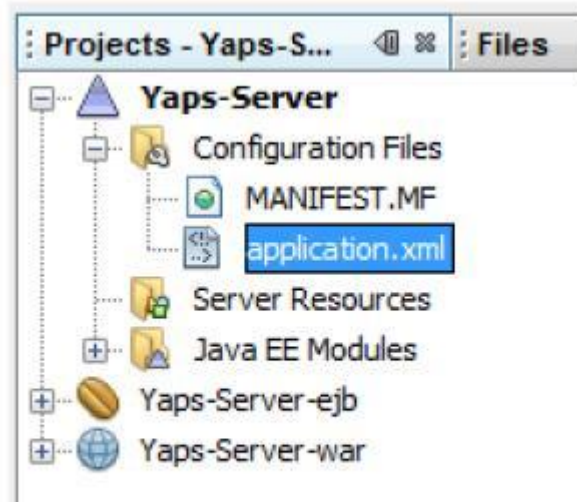 Projects - Yaps-S... Files
Yaps-Server
Configuration Files
MANIFEST.MF
application.xml
Server Resources
Java EE Modules
Yaps-Server-ejb
Yaps-Server-war